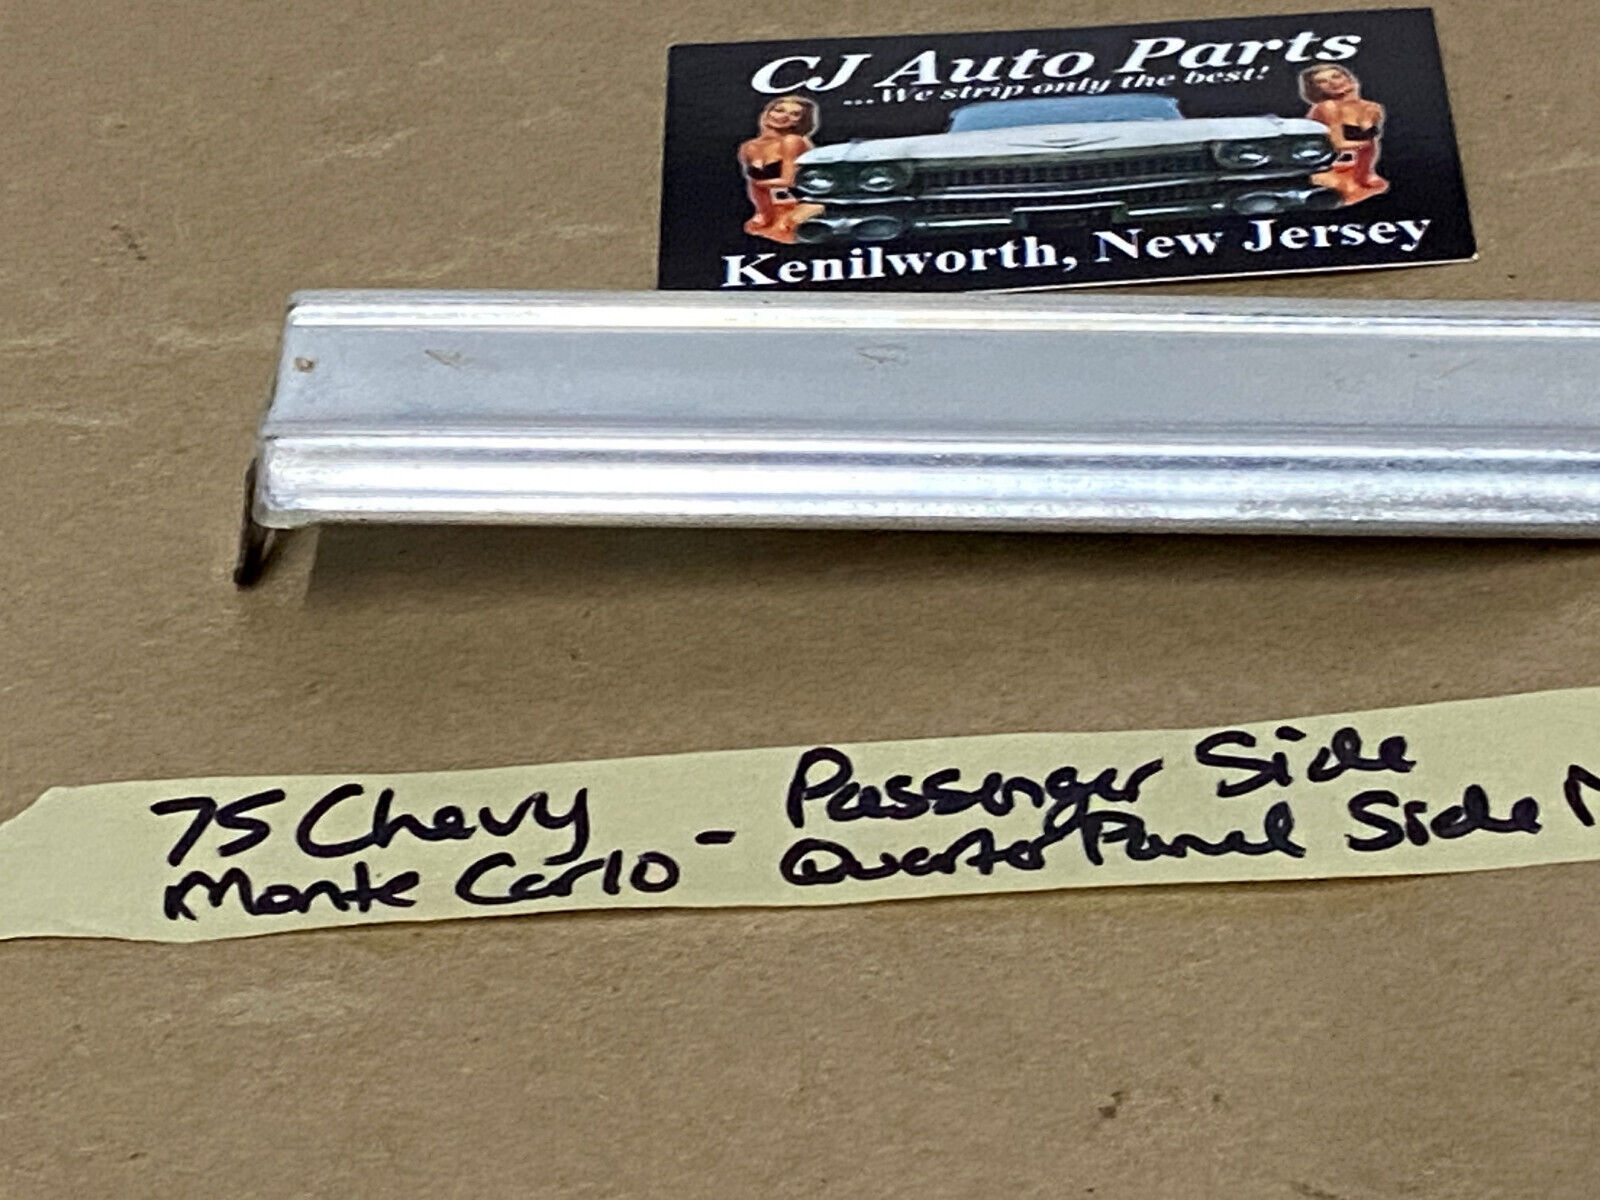 CJ Auto Parts
...We strip only the best!
Kenilworth, New Jersey
75 Chevy
Monte Carlo - Passenger Side
Quarter Panel Side